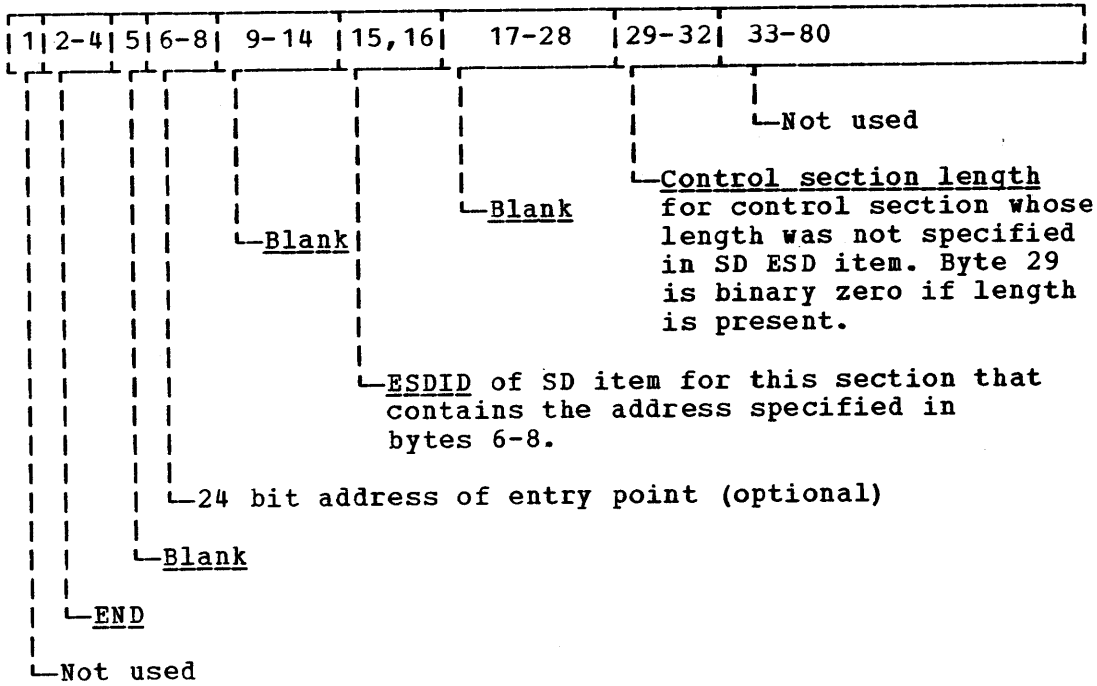 1 2-4 5 6-8 9-14 15,16 17-28 29-32 33-80
Not used
Control section length
for control section whose
length was not specified
in SD ESD item. Byte 29
is binary zero if length
is present.
Blank
Blank
ESDID of SD item for this section that
contains the address specified in
bytes 6-8.
24 bit address of entry point (optional)
Blank
END
Not used